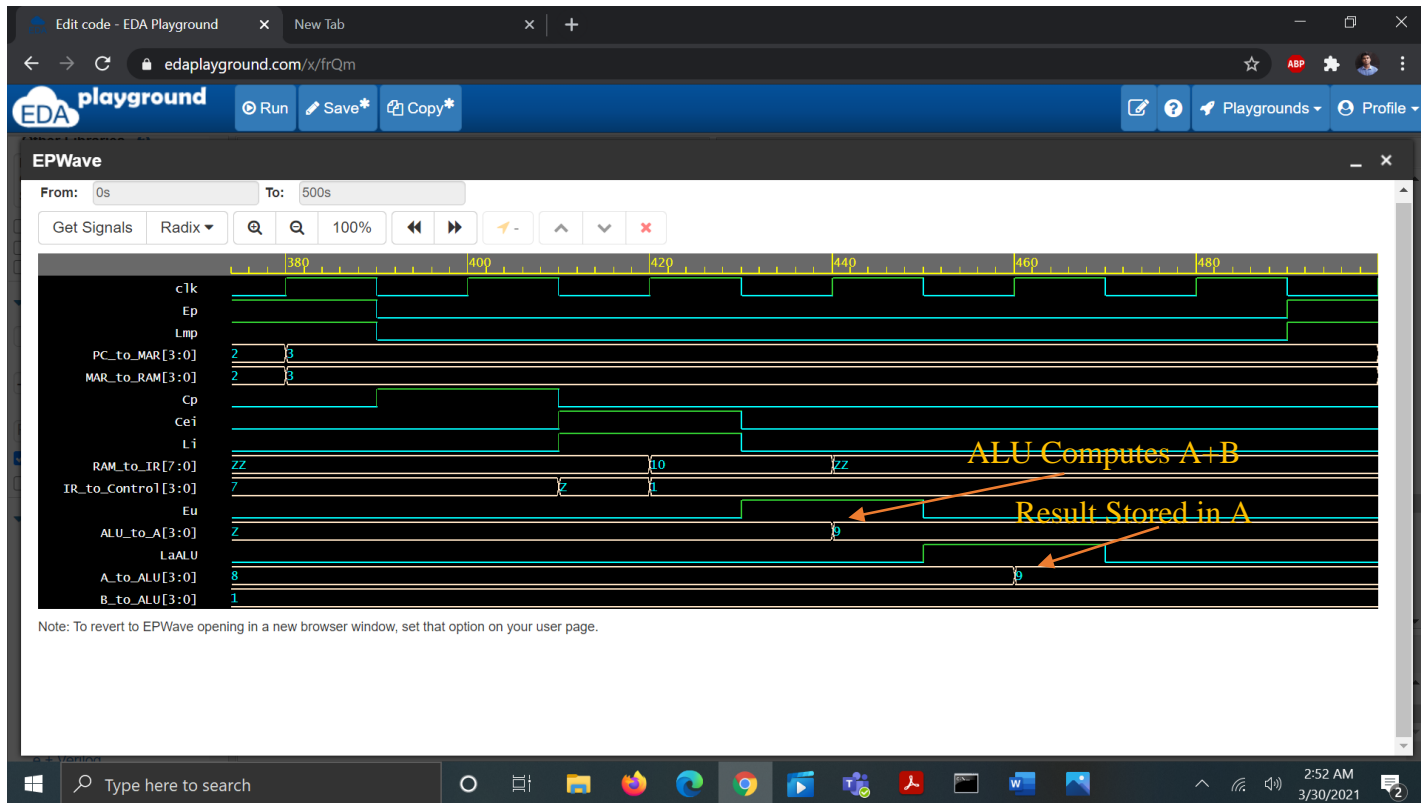 Edit code - EDA Playground
New Tab
edaplayground.com/x/frQm
ABP
EDA playground
Run
Save*
Copy*
Playgrounds
Profile
EPWave
From: 0s To: 500s
Get Signals Radix 100% -
380 400 420 440 460 480
clk
Ep
Lmp
PC_to_MAR[3:0] 2 3
MAR_to_RAM[3:0] 2 3
Cp
Cei
Li
RAM_to_IR[7:0] ZZ 10 ZZ
IR_to_Control[3:0] 7 Z 1
Eu
ALU_to_A[3:0] Z 9
LaALU
A_to_ALU[3:0] 8 9
B_to_ALU[3:0] 1
ALU Computes A+B
Result Stored in A
Note: To revert to EPWave opening in a new browser window, set that option on your user page.
Type here to search
2:52 AM
3/30/2021
2